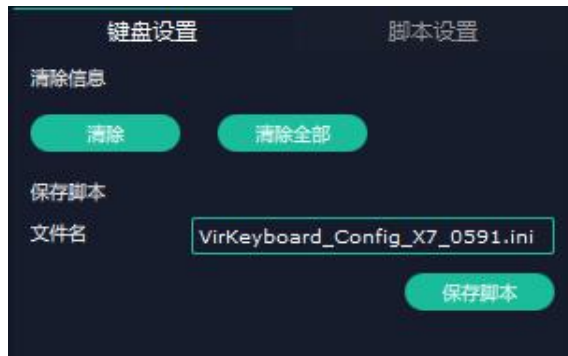 键盘设置 脚本设置
清除信息
清除 清除全部
保存脚本
文件名 VirKeyboard_Config_X7_0591.ini
保存脚本